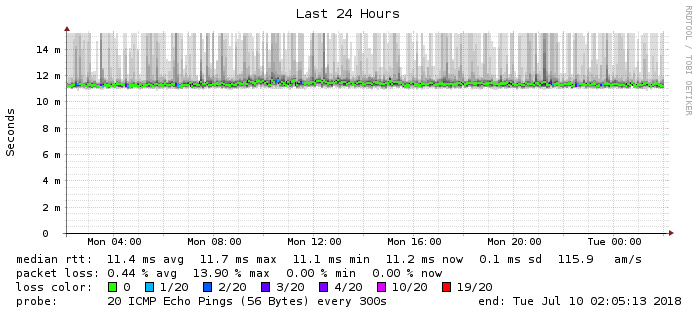 Last 24 Hours
RRDTOOL / TOBI OETIKER
Seconds
14 m
12 m
10 m
8 m
6 m
4 m
2 m
0
Mon 04:00 Mon 08:00 Mon 12:00 Mon 16:00 Mon 20:00 Tue 00:00
median rtt: 11.4 ms avg 11.7 ms max 11.1 ms min 11.2 ms now 0.1 ms sd 115.9 am/s
packet loss: 0.44 % avg 13.90 % max 0.00 % min 0.00 % now
loss color: 0 1/20 2/20 3/20 4/20 10/20 19/20
probe: 20 ICMP Echo Pings (56 Bytes) every 300s end: Tue Jul 10 02:05:13 2018